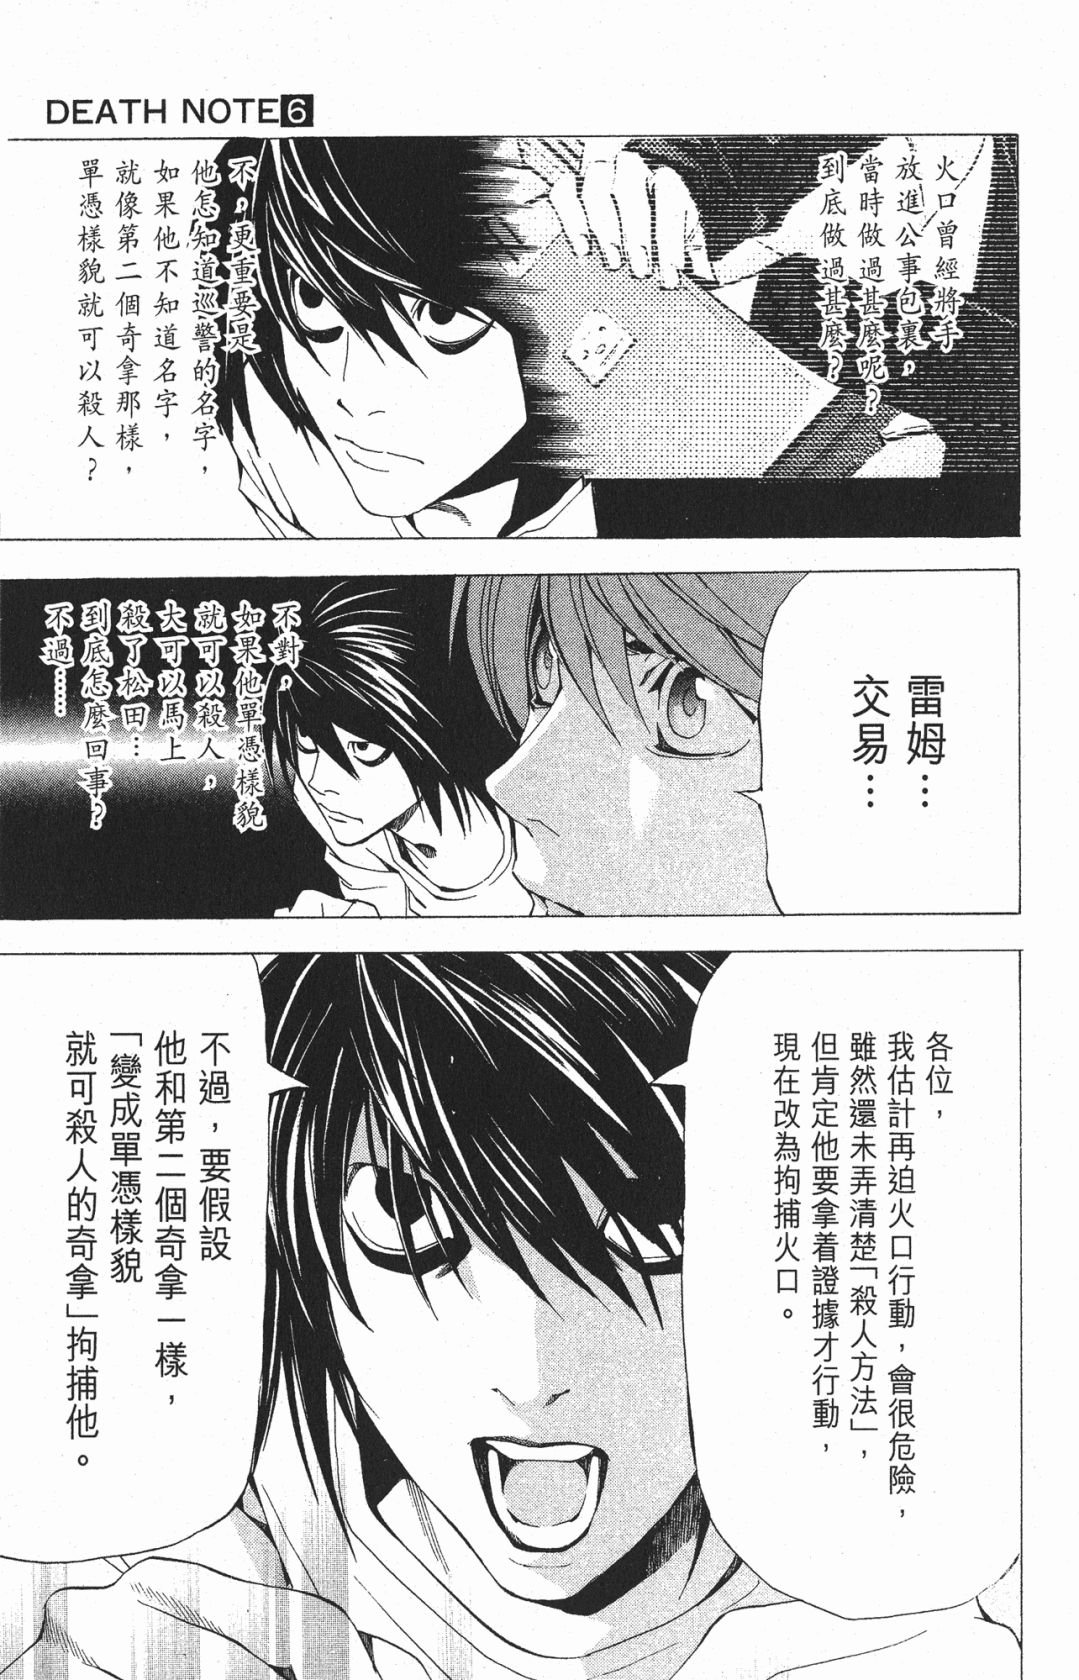 DEATH NOTE 6
火口曾經將手
放進公事包裏，
當時做過甚麼呢？
到底做過甚麼？
不，更重要是
他怎知道巡警的名字，
如果他不知道名字，
就像第二個奇拿那樣，
單憑樣貌就可以殺人？
雷姆…
交易…
不對，
如果他單憑樣貌
就可以殺人，
大可以馬上
殺了松田…
到底怎麼回事？
不過……
各位，
我估計再迫火口行動，會很危險，
雖然還未弄清楚「殺人方法」，
但肯定他要拿着證據才行動，
現在改為拘捕火口。
不過，要假設
他和第二個奇拿一樣，
「變成單憑樣貌
就可殺人的奇拿」拘捕他。